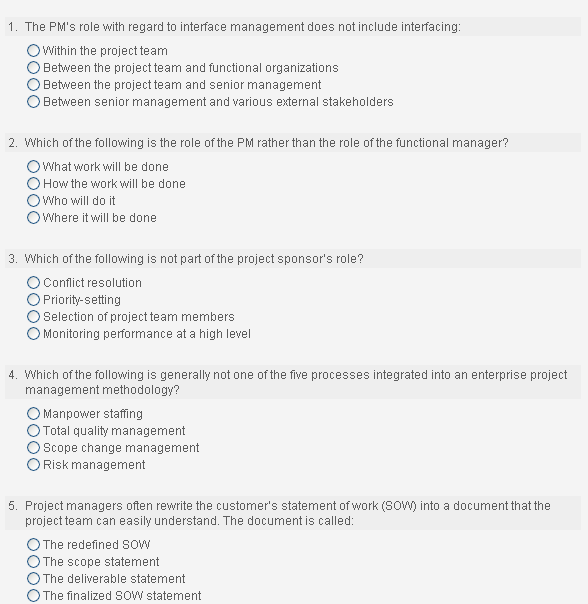 1. The PM's role with regard to interface management does not include interfacing:
Within the project team
Between the project team and functional organizations
Between the project team and senior management
Between senior management and various external stakeholders
2. Which of the following is the role of the PM rather than the role of the functional manager?
What work will be done
How the work will be done
Who will do it
Where it will be done
3. Which of the following is not part of the project sponsor's role?
Conflict resolution
Priority-setting
Selection of project team members
Monitoring performance at a high level
4. Which of the following is generally not one of the five processes integrated into an enterprise project
management methodology?
Manpower staffing
Total quality management
Scope change management
Risk management
5. Project managers often rewrite the customer's statement of work (SOW) into a document that the
project team can easily understand. The document is called:
The redefined SOW
The scope statement
The deliverable statement
The finalized SOW statement